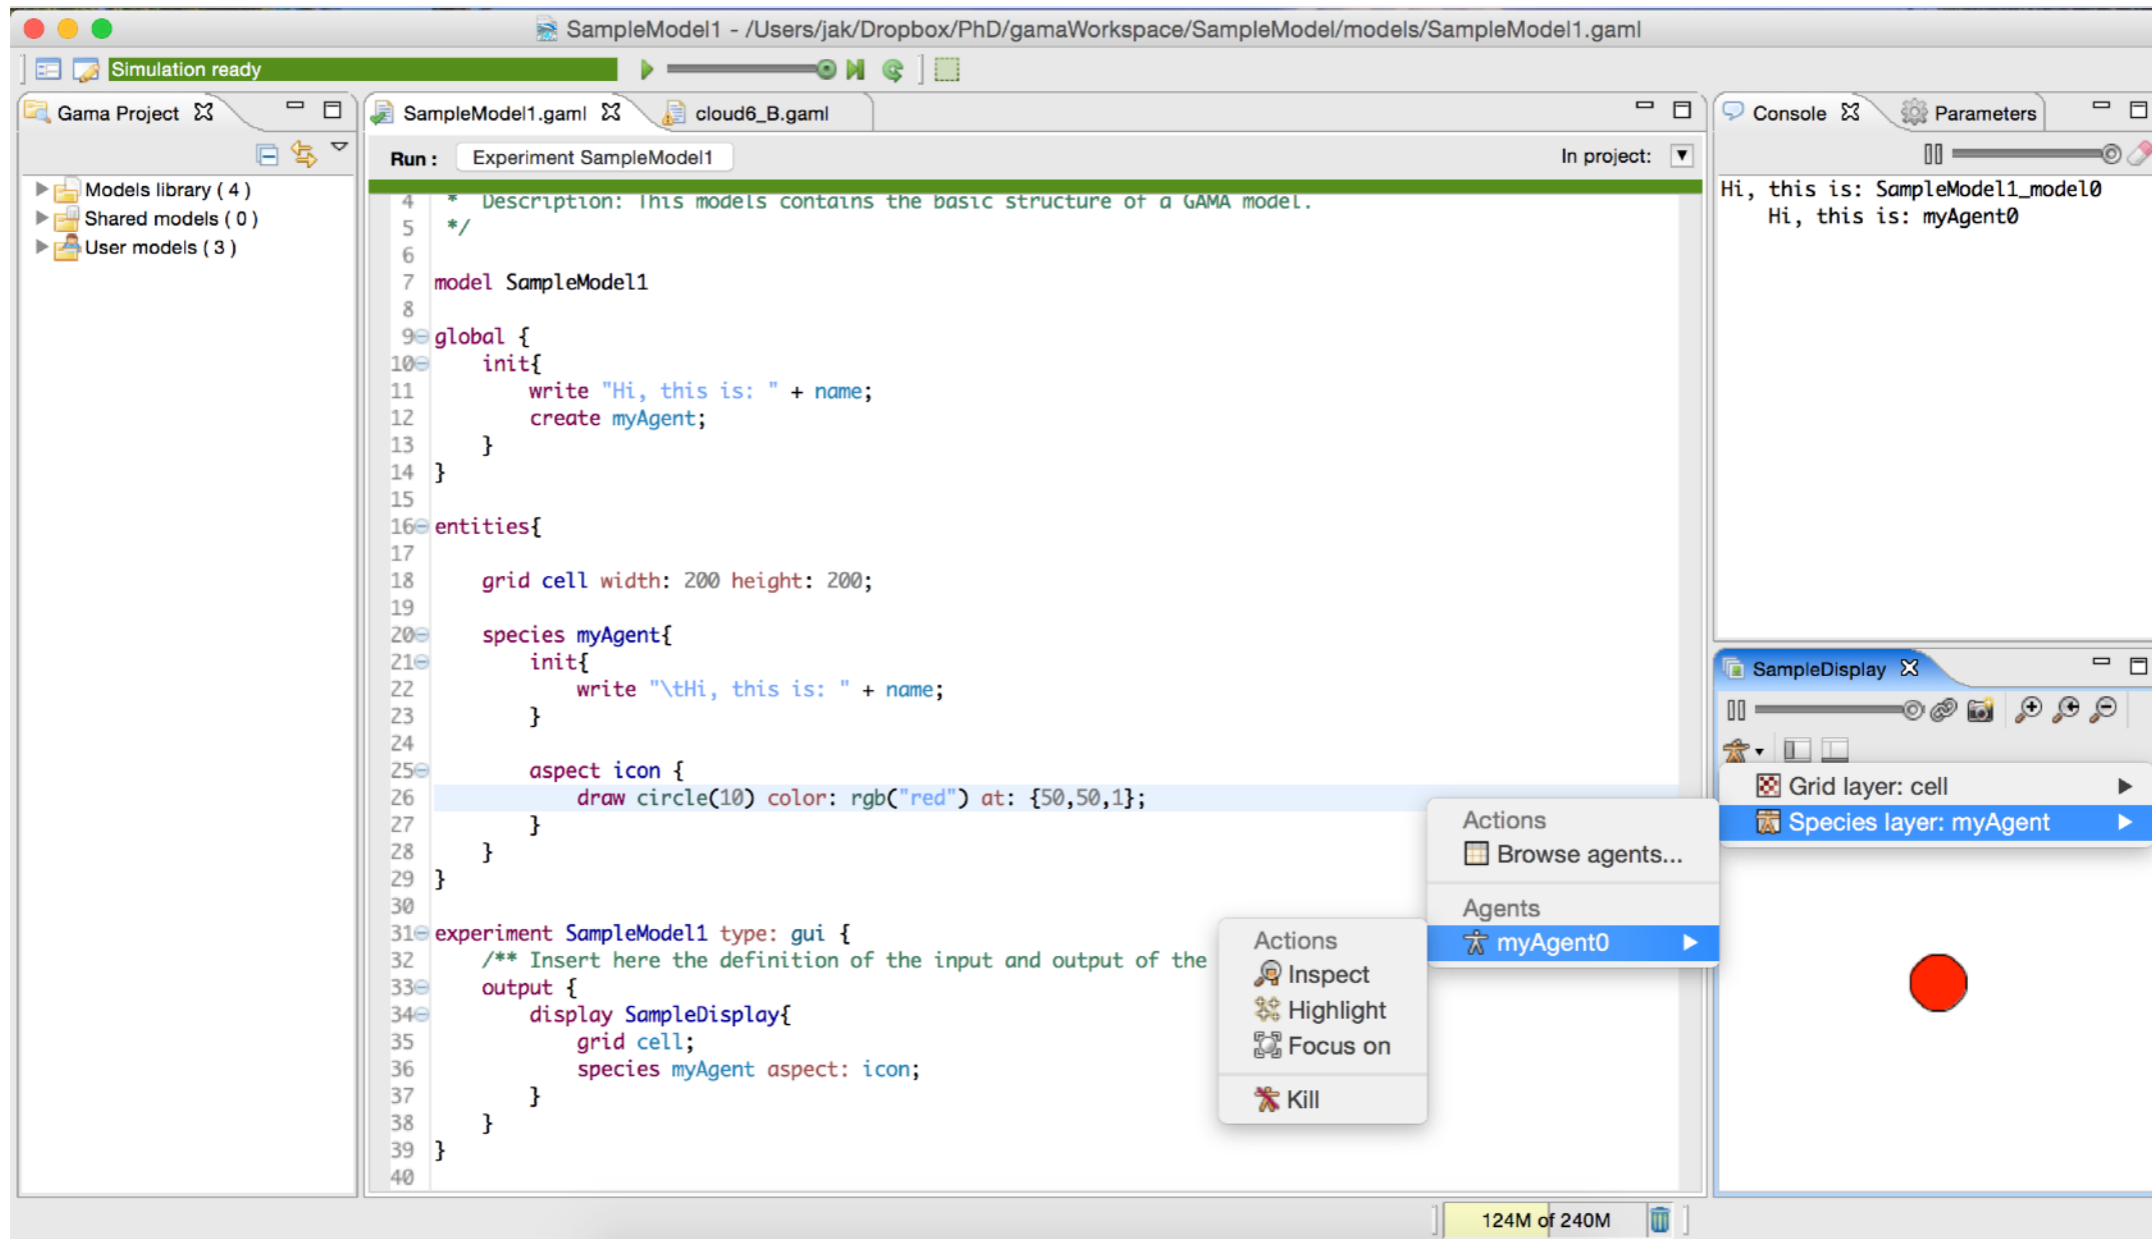 SampleModel1 - /Users/jak/Dropbox/PhD/gamaWorkspace/SampleModel/models/SampleModel1.gaml
Simulation ready
Gama Project
Models library ( 4 )
Shared models ( 0 )
User models ( 3 )
SampleModel1.gaml
cloud6_B.gaml
Run :
Experiment SampleModel1
In project:
4 * Description: This models contains the basic structure of a GAMA model.
5 */
6
7 model SampleModel1
8
9 global {
10 init{
11 write "Hi, this is: " + name;
12 create myAgent;
13 }
14 }
15
16 entities{
17
18 grid cell width: 200 height: 200;
19
20 species myAgent{
21 init{
22 write "\tHi, this is: " + name;
23 }
24
25 aspect icon {
26 draw circle(10) color: rgb("red") at: {50,50,1};
27 }
28 }
29 }
30
31 experiment SampleModel1 type: gui {
32 /** Insert here the definition of the input and output of the
33 output {
34 display SampleDisplay{
35 grid cell;
36 species myAgent aspect: icon;
37 }
38 }
39 }
40
Console
Parameters
Hi, this is: SampleModel1_model0
Hi, this is: myAgent0
SampleDisplay
Grid layer: cell
Species layer: myAgent
Actions
Browse agents...
Agents
myAgent0
Actions
Inspect
Highlight
Focus on
Kill
124M of 240M